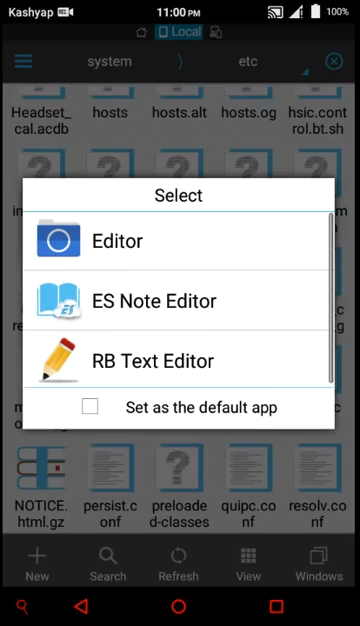 Kashyap REC 11:00 PM 100%
Local
system ) etc
Headset_ hosts hosts.alt hosts.og hsic.cont
cal.acdb rol.bt.sh
Select
Editor
ES Note Editor
RB Text Editor
Set as the default app
NOTICE. persist.c preloade quipc.co resolv.co
html.gz onf d-classes nf nf
New Search Refresh View Windows